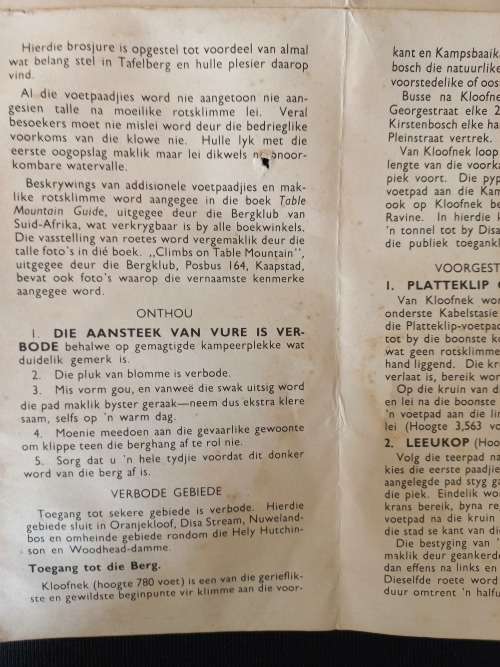 Hierdie brosjure is opgestel tot voordeel van almal
wat belang stel in Tafelberg en hulle plesier daarop
vind.
Al die voetpaadjies word nie aangetoon nie aan-
gesien talle na moeilike rotsklimme lei. Veral
besoekers moet nie mislei word deur die bedrieglike
voorkoms van die klowe nie. Hulle lyk met die
eerste oogopslag maklik maar lei dikwels na onoor-
kombare watervalle.
Beskrywings van addisionele voetpaadjies en mak-
like rotsklimme word aangegee in die boek Table
Mountain Guide, uitgegee deur die Bergklub van
Suid-Afrika, wat verkrygbaar is by alle boekwinkels.
Die vasstelling van roetes word vergemaklik deur die
talle foto's in dié boek. ,,Climbs on Table Mountain",
uitgegee deur die Bergklub, Posbus 164, Kaapstad,
bevat ook foto's waarop die vernaamste kenmerke
aangegee word.
ONTHOU
1. DIE AANSTEEK VAN VURE IS VER-
BODE behalwe op gemagtigde kampeerplekke wat
duidelik gemerk is.
2. Die pluk van blomme is verbode.
3. Mis vorm gou, en vanweë die swak uitsig word
die pad maklik byster geraak—neem dus ekstra klere
saam, selfs op 'n warm dag.
4. Moenie meedoen aan die gevaarlike gewoonte
om klippe teen die berghang af te rol nie.
5. Sorg dat u 'n hele tydjie voordat dit donker
word van die berg af is.
VERBODE GEBIEDE
Toegang tot sekere gebiede is verbode. Hierdie
gebiede sluit in Oranjekloof, Disa Stream, Nuweland-
bos en omheinde gebiede rondom die Hely Hutchin-
son en Woodhead-damme.
Toegang tot die Berg.
Kloofnek (hoogte 780 voet) is een van die gerieflik-
ste en gewildste beginpunte vir klimme aan die voor-
kant en Kampsbaaik
bosch die natuurlike
voorstedelike of oos
Busse na Kloofne
Georgestraat elke 2
Kirstenbosch elke ha
Pleinstraat vertrek.
Van Kloofnek loop
lengte van die voorka
piek voort. Die pyp
voetpad aan die Kam
ook op Kloofnek be
Ravine. In hierdie k
'n tonnel tot by Disa
die publiek toegankl
VOORGEST
1. PLATTEKLIP
Van Kloofnek wor
onderste Kabelstasie
die Platteklip-voetpad
tot by die boonste ko
wat geen rotsklimme
hand liggend. Die kr
verlaat is, bereik wor
Op die kruin van d
en lei na die boonste
'n voetpad aan die lin
lei (Hoogte 3,563 vo
2. LEEUKOP (Hoo
Volg die teerpad na
kies die eerste paadjie
aangelegde pad styg ga
die piek. Eindelik wo
krans bereik, byna re
voetpad na die kruin
die stad se kant van di
Die bestyging van '
maklik deur geankerde
dan effens na links en
Dieselfde roete word
duur omtrent 'n halfu